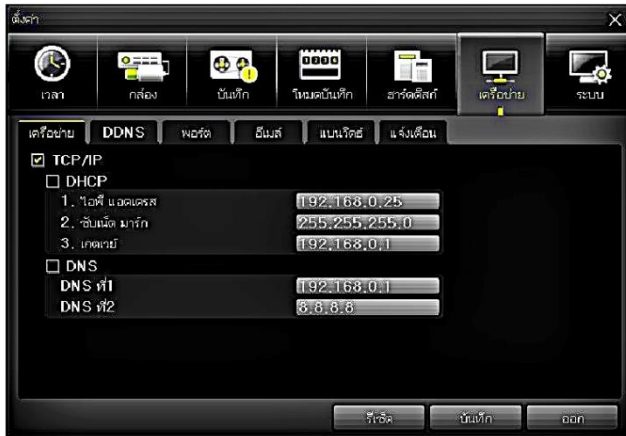 ตั้งค่า
เวลา กล้อง บันทึก โหมดบันทึก ฮาร์ดดิสก์ เครือข่าย ระบบ
เครือข่าย DDNS พอร์ต อีเมล์ แบนวิดธ์ แจ้งเตือน
TCP/IP
DHCP
1. ไอพี แอดเดรส 192.168.0.25
2. ซับเน็ต มาร์ก 255.255.255.0
3. เกตเวย์ 192.168.0.1
DNS
DNS ที่1 192.168.0.1
DNS ที่2 8.8.8.8
รีเซ็ต บันทึก ออก